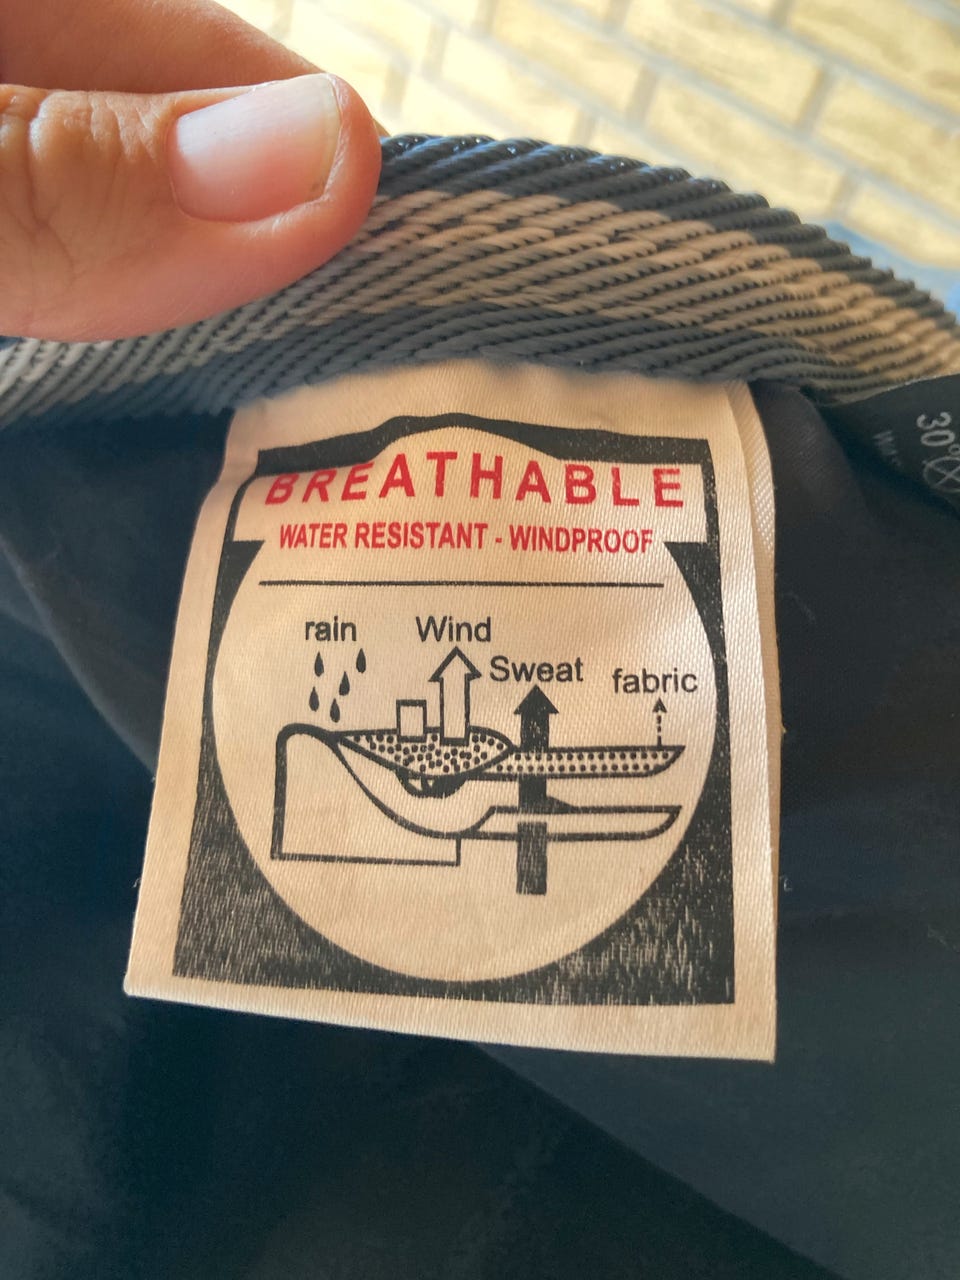 BREATHABLE
WATER RESISTANT - WINDPROOF
rain
Wind
Sweat
fabric
30°